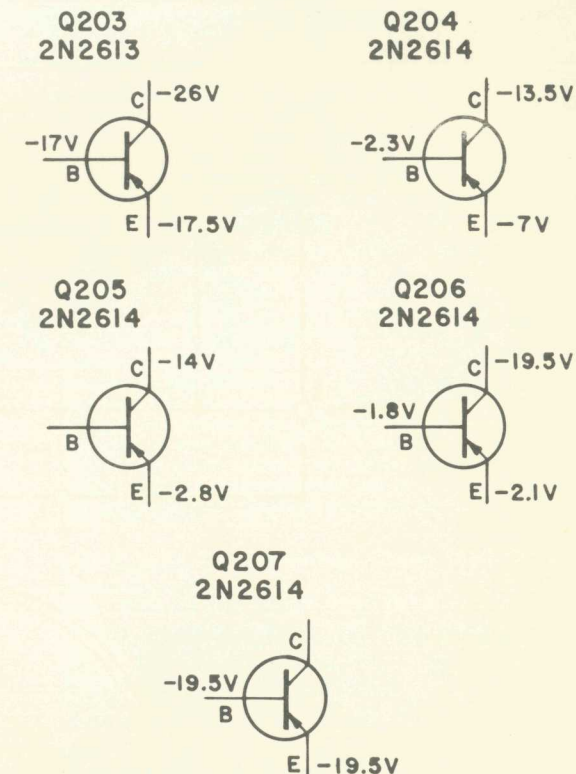 Q203
2N2613
C -26V
-17V
B
E -17.5V
Q204
2N2614
C -13.5V
-2.3V
B
E -7V
Q205
2N2614
C -14V
B
E -2.8V
Q206
2N2614
C -19.5V
-1.8V
B
E -2.1V
Q207
2N2614
C
-19.5V
B
E -19.5V